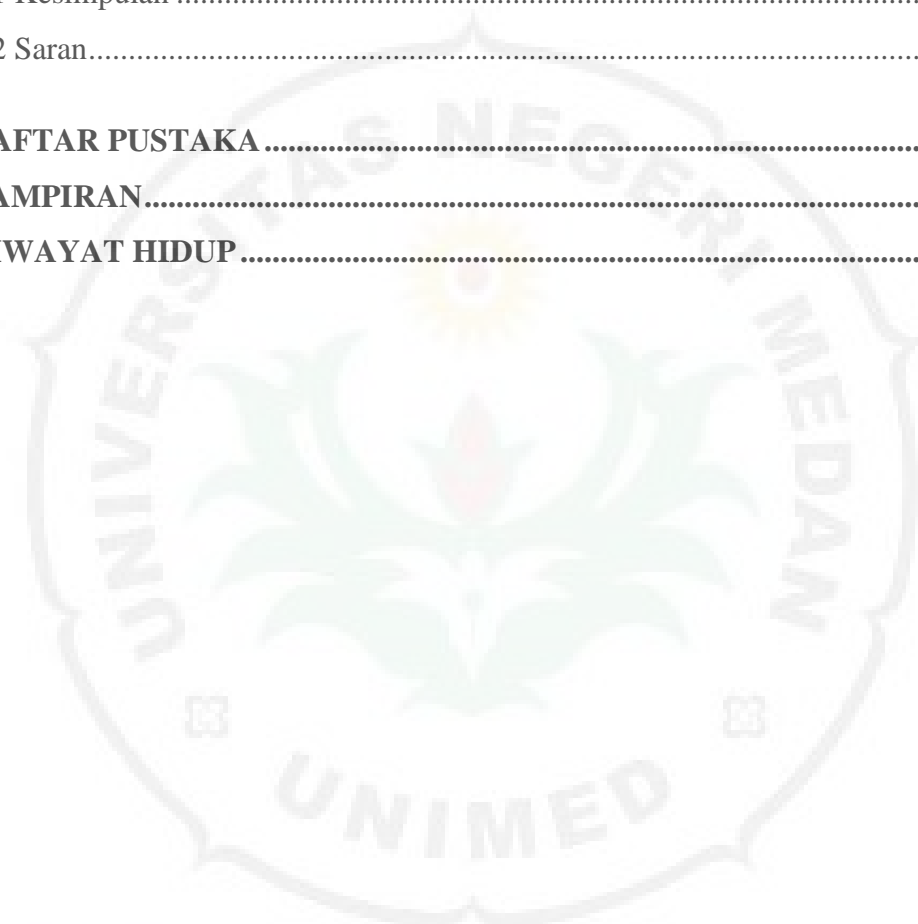 Kesimpulan ........................................................................................................
2 Saran................................................................................................................
AFTAR PUSTAKA ...................................................................................
AMPIRAN..................................................................................................
IWAYAT HIDUP ......................................................................................
UNIVERSITAS NEGERI MEDAN
UNIMED